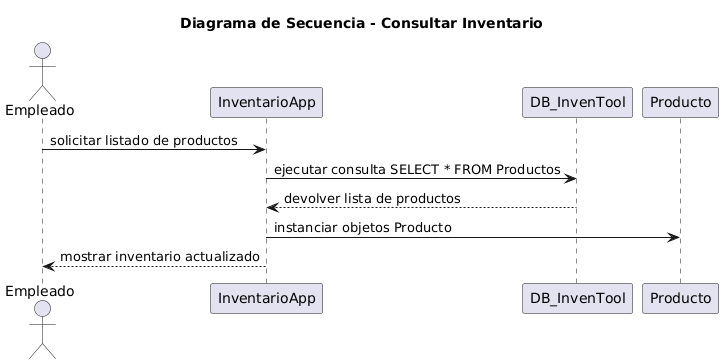 Diagrama de Secuencia - Consultar Inventario
Empleado
InventarioApp
DB_InvenTool
Producto
solicitar listado de productos
ejecutar consulta SELECT * FROM Productos
devolver lista de productos
instanciar objetos Producto
mostrar inventario actualizado
Empleado
InventarioApp
DB_InvenTool
Producto